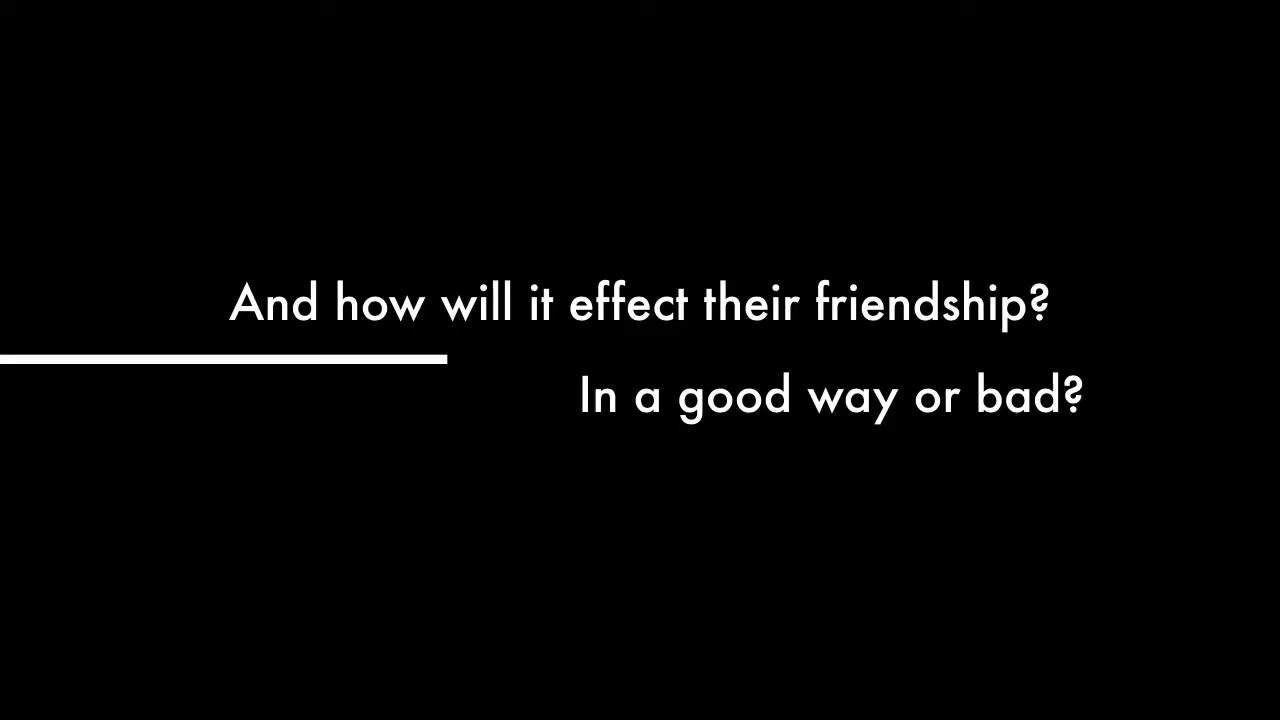 And how will it effect their friendship?
In a good way or bad?